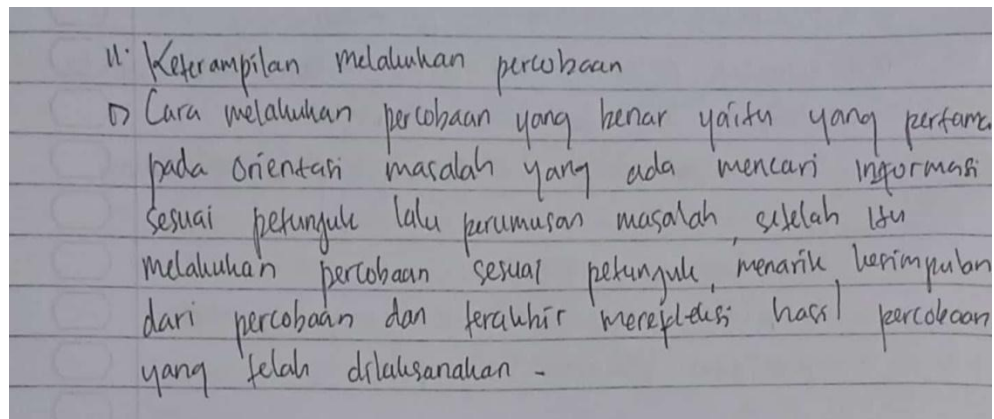 11. Keterampilan melakukan percobaan
D> Cara melakukan percobaan yang benar yaitu yang pertama
pada orientasi masalah yang ada mencari informasi
sesuai petunjuk lalu perumusan masalah, setelah itu
melakukan percobaan sesuai petunjuk, menarik kesimpulan
dari percobaan dan terakhir merefleksi hasil percobaan
yang telah dilaksanakan -